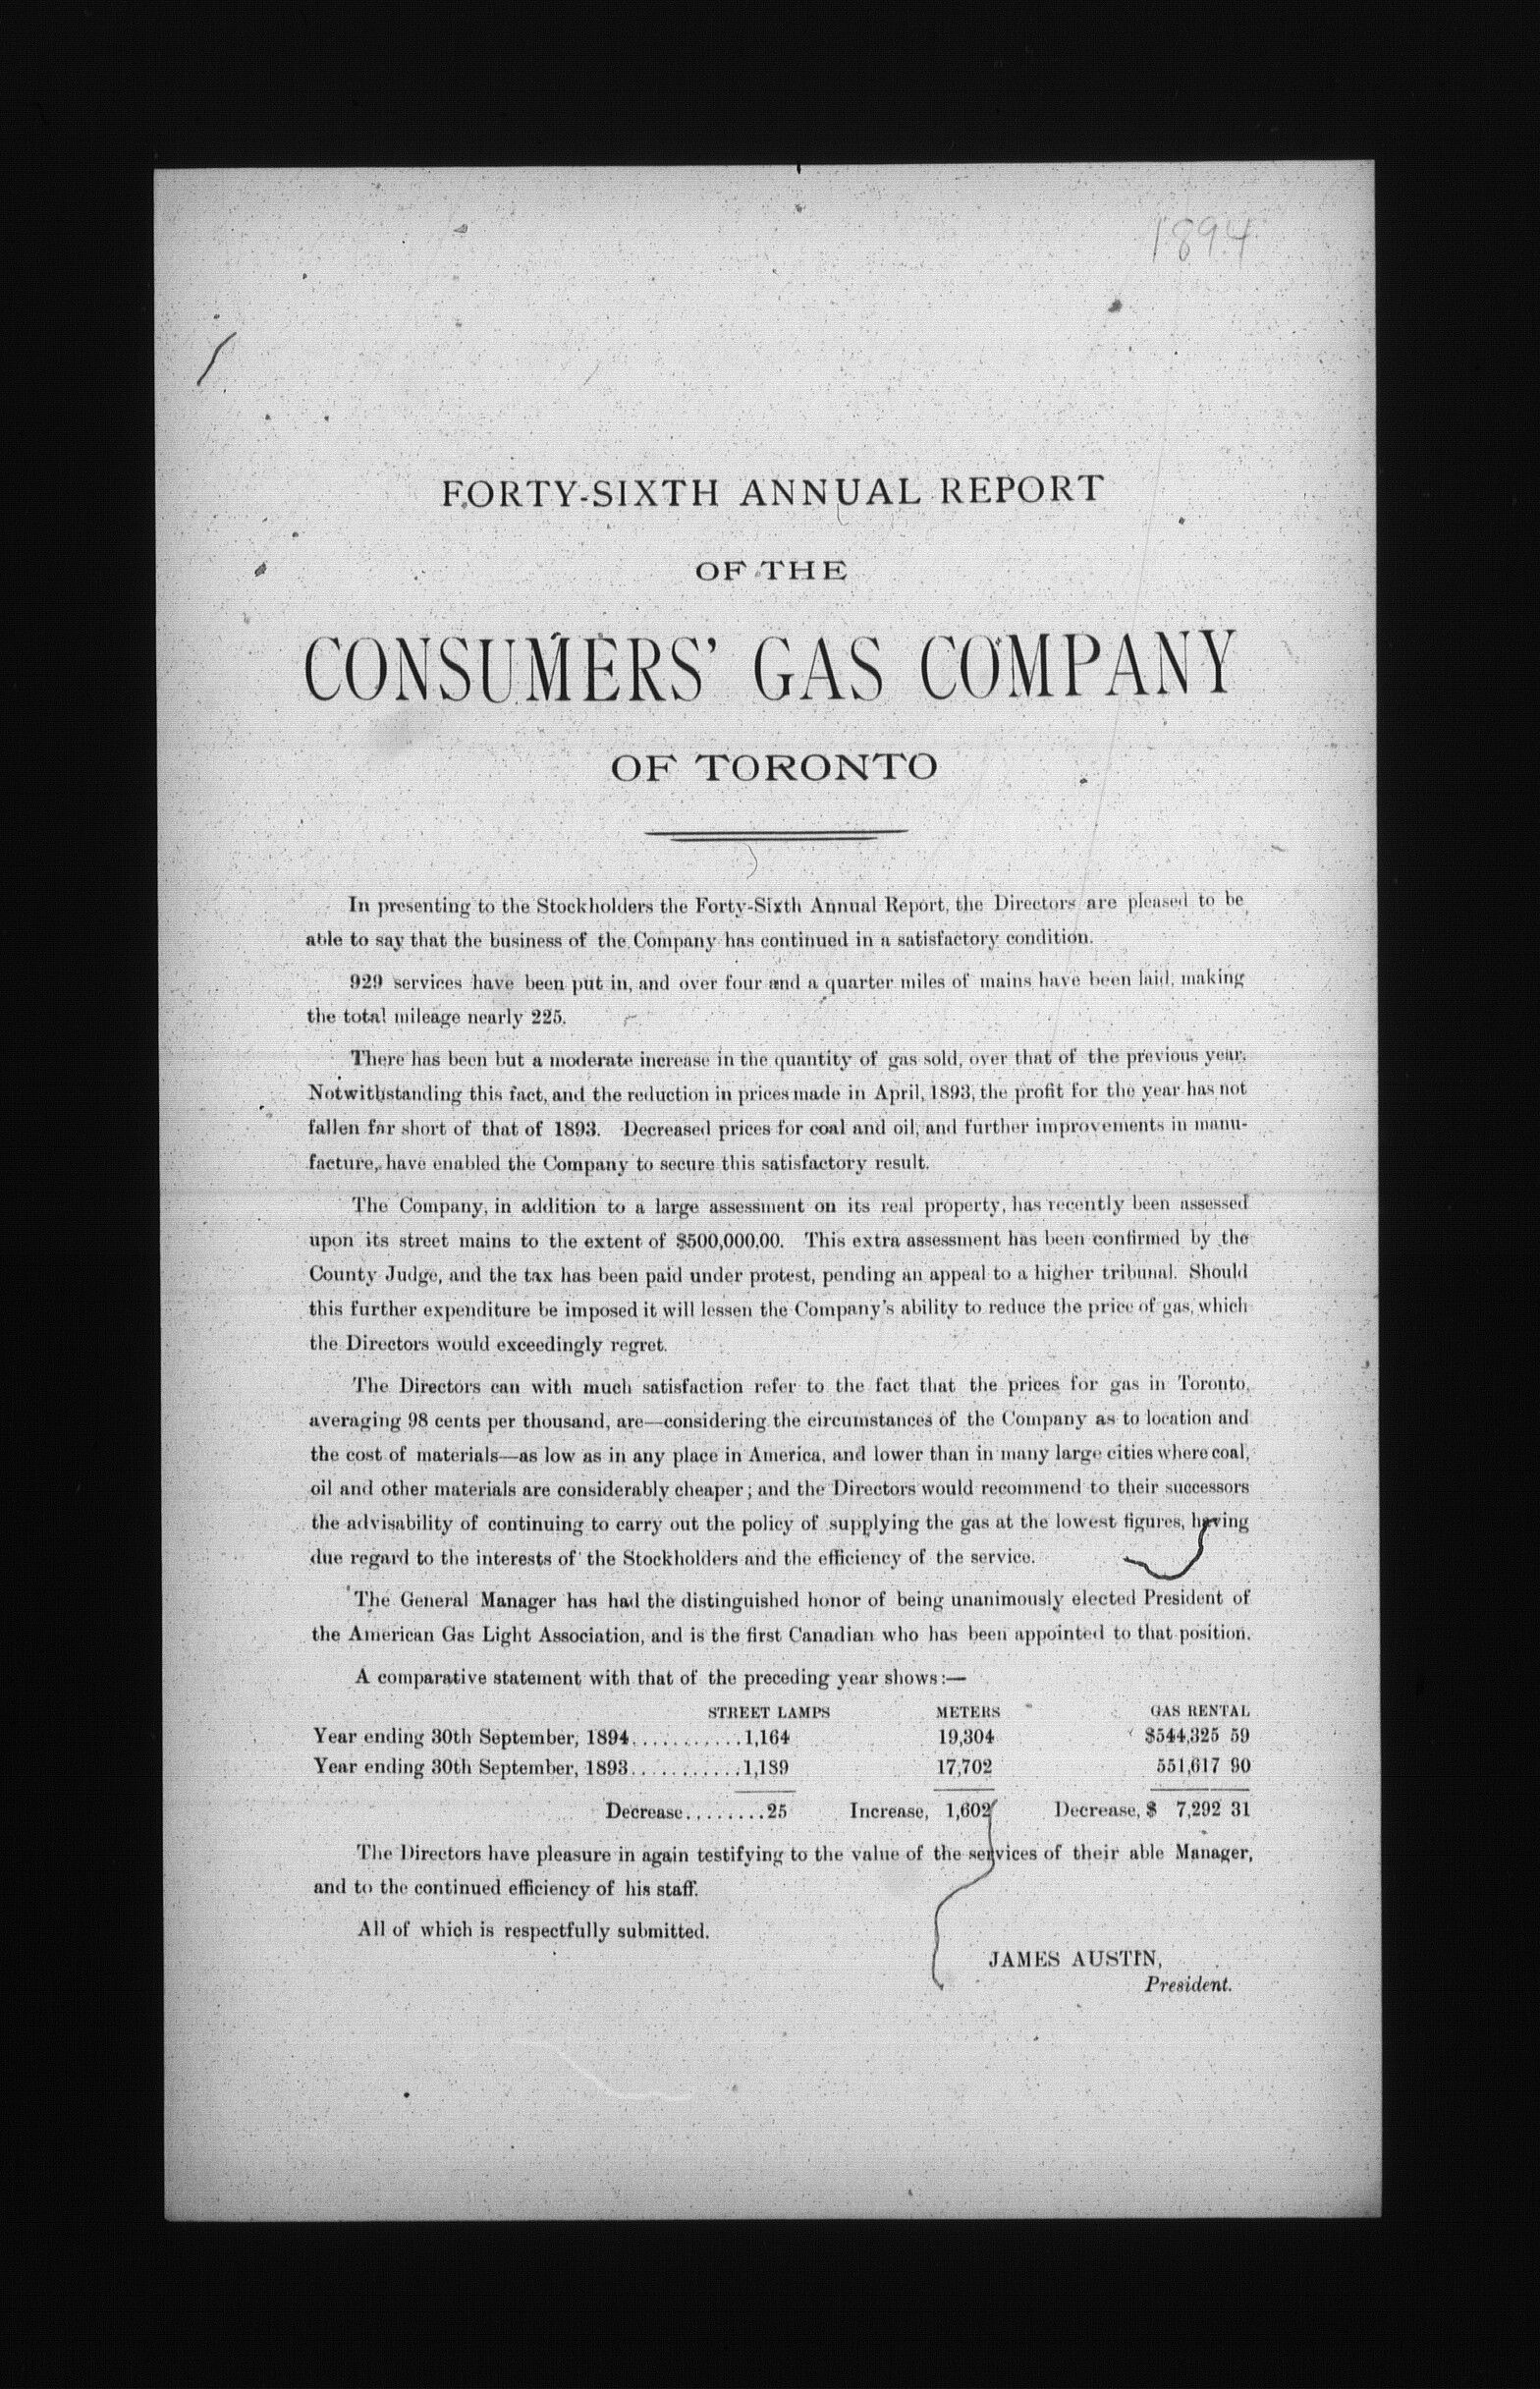 1894
FORTY-SIXTH ANNUAL REPORT
OF THE
CONSUMERS' GAS COMPANY
OF TORONTO
In presenting to the Stockholders the Forty-Sixth Annual Report, the Directors are pleased to be
able to say that the business of the Company has continued in a satisfactory condition.
929 services have been put in, and over four and a quarter miles of mains have been laid, making
the total mileage nearly 225.
There has been but a moderate increase in the quantity of gas sold, over that of the previous year.
Notwithstanding this fact, and the reduction in prices made in April, 1893, the profit for the year has not
fallen far short of that of 1893. Decreased prices for coal and oil, and further improvements in manu-
facture, have enabled the Company to secure this satisfactory result.
The Company, in addition to a large assessment on its real property, has recently been assessed
upon its street mains to the extent of $500,000.00. This extra assessment has been confirmed by the
County Judge, and the tax has been paid under protest, pending an appeal to a higher tribunal. Should
this further expenditure be imposed it will lessen the Company's ability to reduce the price of gas, which
the Directors would exceedingly regret.
The Directors can with much satisfaction refer to the fact that the prices for gas in Toronto,
averaging 98 cents per thousand, are—considering the circumstances of the Company as to location and
the cost of materials—as low as in any place in America, and lower than in many large cities where coal,
oil and other materials are considerably cheaper; and the Directors would recommend to their successors
the advisability of continuing to carry out the policy of supplying the gas at the lowest figures, having
due regard to the interests of the Stockholders and the efficiency of the service.
The General Manager has had the distinguished honor of being unanimously elected President of
the American Gas Light Association, and is the first Canadian who has been appointed to that position.
A comparative statement with that of the preceding year shows:—
STREET LAMPS METERS GAS RENTAL
Year ending 30th September, 1894...........1,164 19,304 $544,325 59
Year ending 30th September, 1893...........1,189 17,702 551,617 90
Decrease........25 Increase, 1,602 Decrease, $ 7,292 31
The Directors have pleasure in again testifying to the value of the services of their able Manager,
and to the continued efficiency of his staff.
All of which is respectfully submitted.
JAMES AUSTIN,
President.